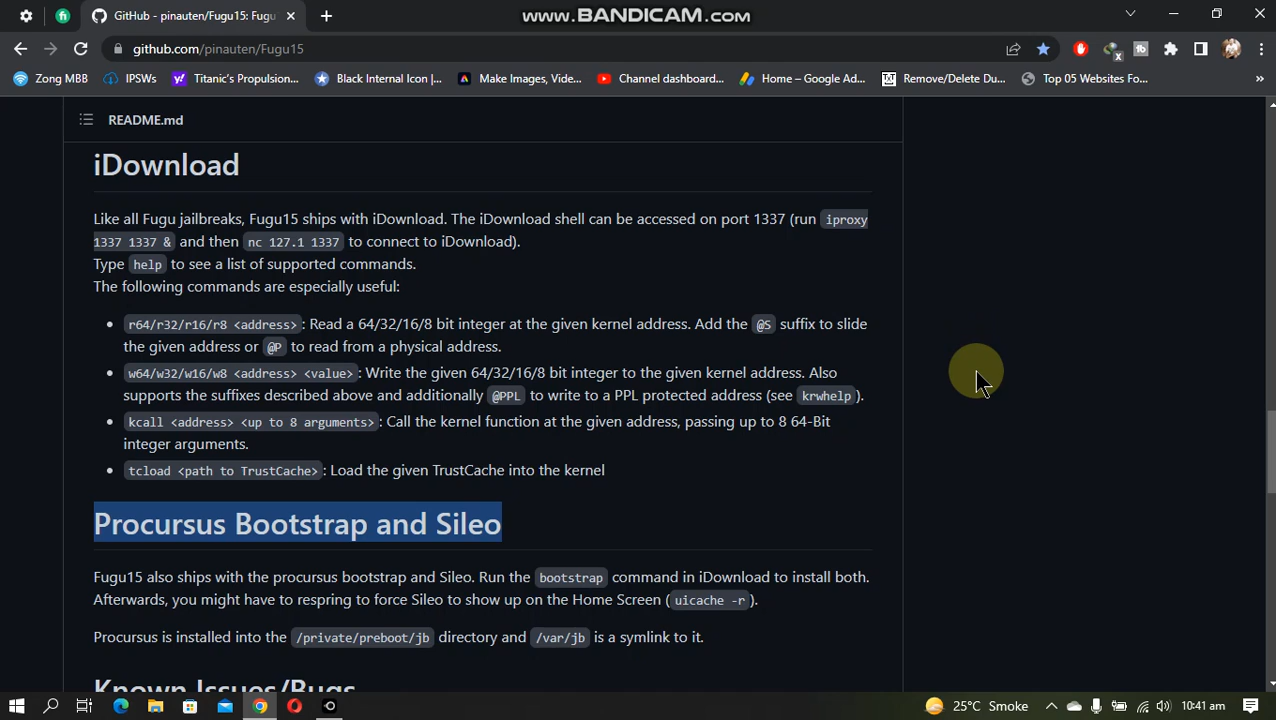 GitHub - pinauten/Fugu15: Fugu
www.BANDICAM.com
github.com/pinauten/Fugu15
Zong MBB
IPSWs
Titanic's Propulsion...
Black Internal Icon |...
Make Images, Vide...
Channel dashboard...
Home – Google Ad...
Remove/Delete Du...
Top 05 Websites Fo...
README.md
iDownload
Like all Fugu jailbreaks, Fugu15 ships with iDownload. The iDownload shell can be accessed on port 1337 (run iproxy
1337 1337 & and then nc 127.1 1337 to connect to iDownload).
Type help to see a list of supported commands.
The following commands are especially useful:
• r64/r32/r16/r8 <address>: Read a 64/32/16/8 bit integer at the given kernel address. Add the @S suffix to slide
the given address or @P to read from a physical address.
• w64/w32/w16/w8 <address> <value>: Write the given 64/32/16/8 bit integer to the given kernel address. Also
supports the suffixes described above and additionally @PPL to write to a PPL protected address (see krwhelp).
• kcall <address> <up to 8 arguments>: Call the kernel function at the given address, passing up to 8 64-Bit
integer arguments.
• tcload <path to TrustCache>: Load the given TrustCache into the kernel
Procursus Bootstrap and Sileo
Fugu15 also ships with the procursus bootstrap and Sileo. Run the bootstrap command in iDownload to install both.
Afterwards, you might have to respring to force Sileo to show up on the Home Screen (uicache -r).
Procursus is installed into the /private/preboot/jb directory and /var/jb is a symlink to it.
Known Issues/Bugs
25°C Smoke
10:41 am